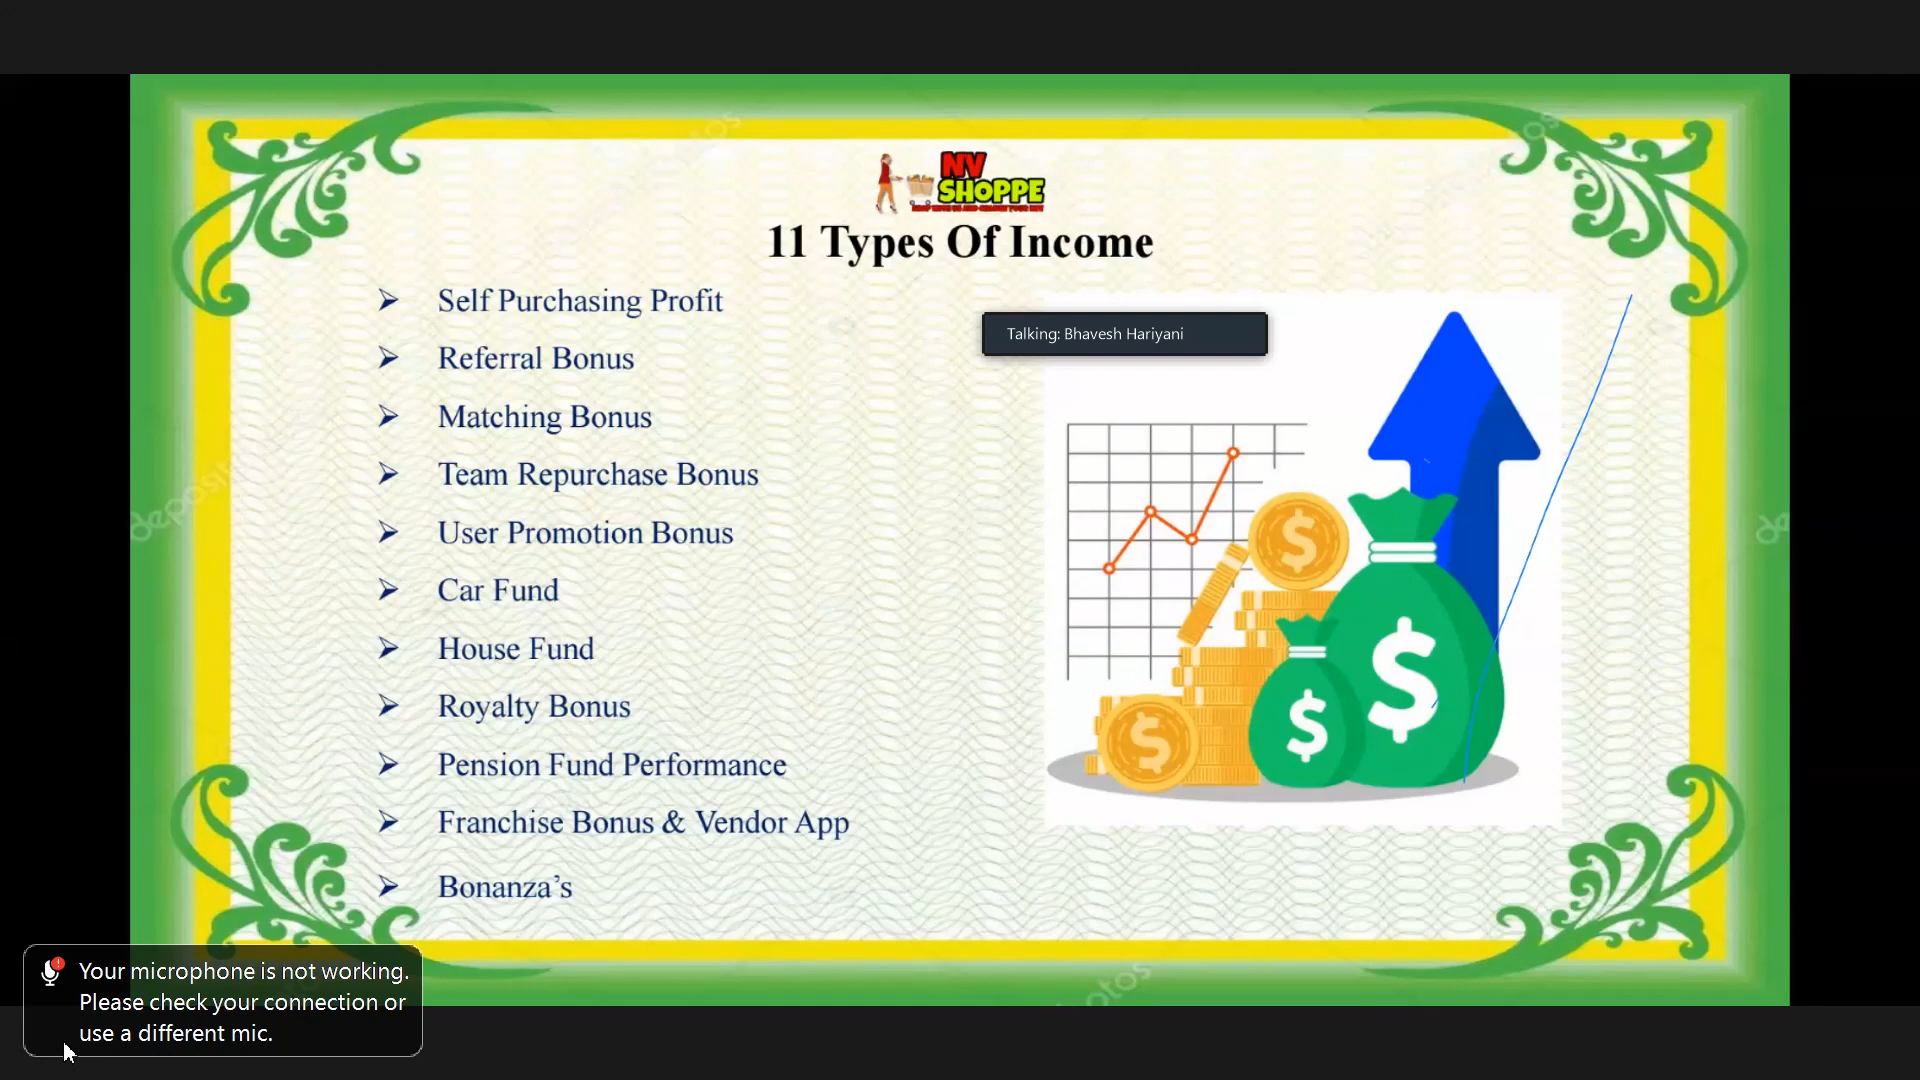 NV
SHOPPE
11 Types Of Income
➢ Self Purchasing Profit
➢ Referral Bonus
➢ Matching Bonus
➢ Team Repurchase Bonus
➢ User Promotion Bonus
➢ Car Fund
➢ House Fund
➢ Royalty Bonus
➢ Pension Fund Performance
➢ Franchise Bonus & Vendor App
➢ Bonanza’s
Talking: Bhavesh Hariyani
$
$
$
$
Your microphone is not working.
Please check your connection or
use a different mic.